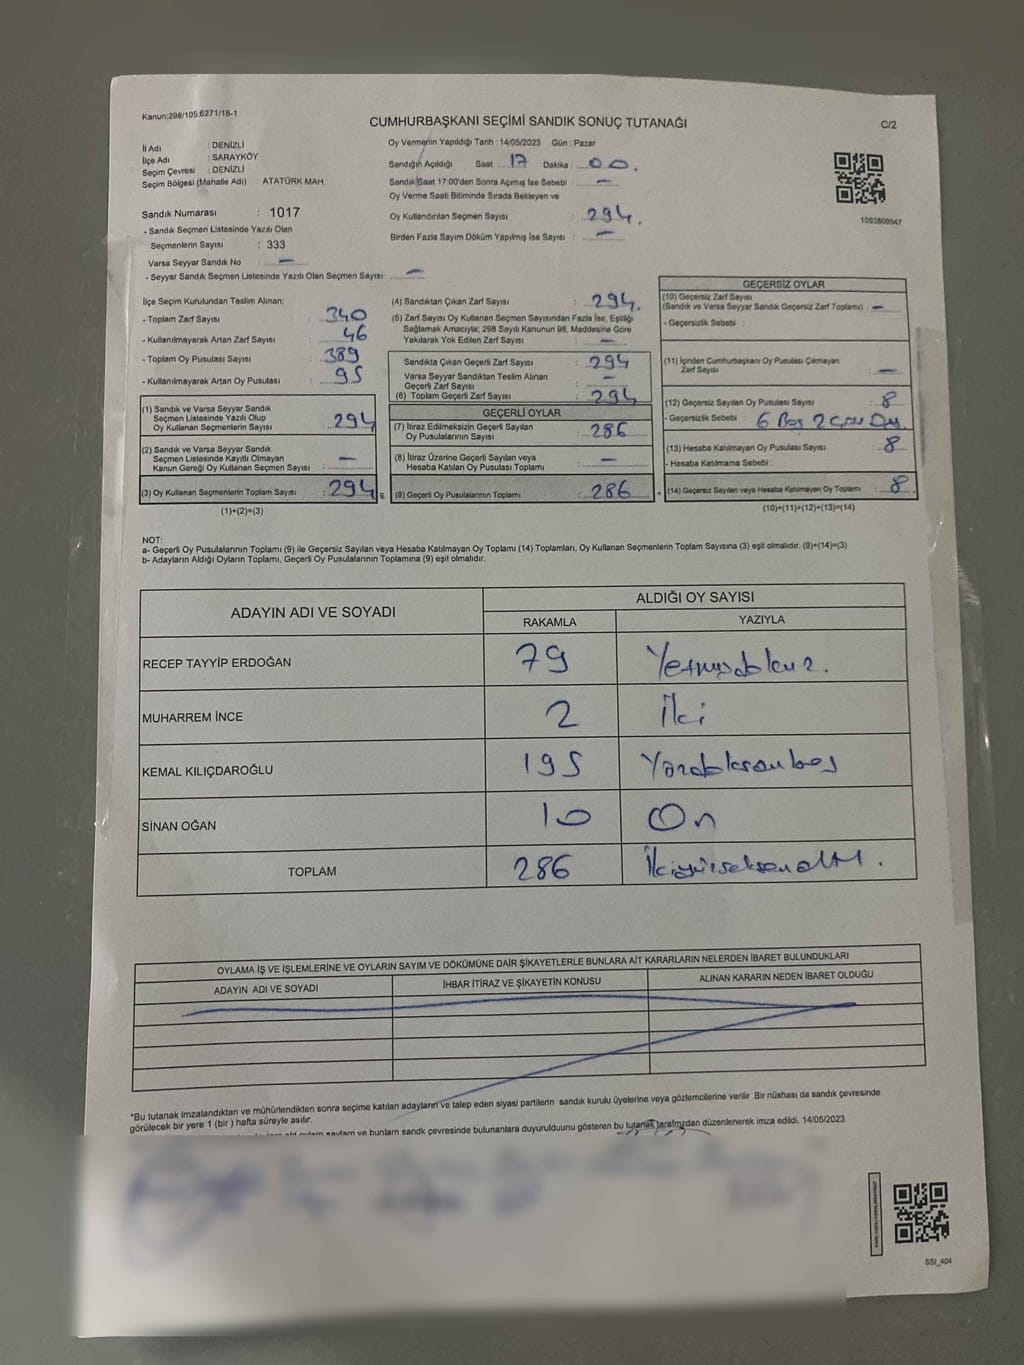 Kanun;298/105;6271/18-1
CUMHURBAŞKANI SEÇİMİ SANDIK SONUÇ TUTANAĞI
C/2
İl Adı : DENİZLİ
İlçe Adı : SARAYKÖY
Seçim Çevresi : DENİZLİ
Seçim Bölgesi (Mahalle Adı) ATATÜRK MAH.
Oy Vermenin Yapıldığı Tarih : 14/05/2023 Gün : Pazar
Sandığın Açıldığı Saat : 17 Dakika : 00.
Sandık Saat 17:00'den Sonra Açımış İse Sebebi : —
Oy Verme Saati Bitiminde Sırada Bekleyen ve
Oy Kullandırılan Seçmen Sayısı : 294.
Birden Fazla Sayım Döküm Yapılmış İse Sayısı : —
1093809947
Sandık Numarası : 1017
- Sandık Seçmen Listesinde Yazılı Olan
Seçmenlerin Sayısı : 333
Varsa Seyyar Sandık No : —
- Seyyar Sandık Seçmen Listesinde Yazılı Olan Seçmen Sayısı : —
İlçe Seçim Kurulundan Teslim Alınan:
- Toplam Zarf Sayısı : 340
- Kullanılmayarak Artan Zarf Sayısı : 46
- Toplam Oy Pusulası Sayısı : 389
- Kullanılmayarak Artan Oy Pusulası : 95
(1) Sandık ve Varsa Seyyar Sandık
Seçmen Listesinde Yazılı Olup
Oy Kullanan Seçmenlerin Sayısı : 294
(2) Sandık ve Varsa Seyyar Sandık
Seçmen Listesinde Kayıtlı Olmayan
Kanun Gereği Oy Kullanan Seçmen Sayısı : —
(3) Oy Kullanan Seçmenlerin Toplam Sayısı : 294
(1)+(2)=(3)
(4) Sandıktan Çıkan Zarf Sayısı : 294.
(5) Zarf Sayısı Oy Kullanan Seçmen Sayısından Fazla İse, Eşitliği
Sağlamak Amacıyla; 298 Sayılı Kanunun 98. Maddesine Göre
Yakılarak Yok Edilen Zarf Sayısı : —
Sandıkta Çıkan Geçerli Zarf Sayısı : 294
Varsa Seyyar Sandıktan Teslim Alınan
Geçerli Zarf Sayısı : —
(6) Toplam Geçerli Zarf Sayısı : 294
GEÇERLİ OYLAR
(7) İtiraz Edilmeksizin Geçerli Sayılan
Oy Pusulalarının Sayısı : 286
(8) İtiraz Üzerine Geçerli Sayılan veya
Hesaba Katılan Oy Pusulası Toplamı : —
(9) Geçerli Oy Pusulalarının Toplamı : 286
GEÇERSİZ OYLAR
(10) Geçersiz Zarf Sayısı
(Sandık ve Varsa Seyyar Sandık Geçersiz Zarf Toplamı) : —
- Geçersizlik Sebebi :
(11) İçinden Cumhurbaşkanı Oy Pusulası Çıkmayan
Zarf Sayısı : —
(12) Geçersiz Sayılan Oy Pusulası Sayısı : 8
- Geçersizlik Sebebi : 6 Boş 2
(13) Hesaba Katılmayan Oy Pusulası Sayısı : 8
- Hesaba Katılmama Sebebi :
(14) Geçersiz Sayılan veya Hesaba Katılmayan Oy Toplamı : 8
(10)+(11)+(12)+(13)=(14)
NOT:
a- Geçerli Oy Pusulalarının Toplamı (9) ile Geçersiz Sayılan veya Hesaba Katılmayan Oy Toplamı (14) Toplamları, Oy Kullanan Seçmenlerin Toplam Sayısına (3) eşit olmalıdır. (9)+(14)=(3)
b- Adayların Aldığı Oyların Toplamı, Geçerli Oy Pusulalarının Toplamına (9) eşit olmalıdır.
ADAYIN ADI VE SOYADI ALDIĞI OY SAYISI
RAKAMLA YAZIYLA
RECEP TAYYİP ERDOĞAN 79 Yetmişdokuz.
MUHARREM İNCE 2 İki
KEMAL KILIÇDAROĞLU 195 Yüzdoksanbeş
SİNAN OĞAN 10 On
TOPLAM 286 İkiyüzseksenaltı.
OYLAMA İŞ VE İŞLEMLERİNE VE OYLARIN SAYIM VE DÖKÜMÜNE DAİR ŞİKAYETLERLE BUNLARA AİT KARARLARIN NELERDEN İBARET BULUNDUKLARI
ADAYIN ADI VE SOYADI İHBAR İTİRAZ VE ŞİKAYETİN KONUSU ALINAN KARARIN NEDEN İBARET OLDUĞU
*Bu tutanak imzalandıktan ve mühürlendikten sonra seçime katılan adayların ve talep eden siyasi partilerin sandık kurulu üyelerine veya gözlemcilerine verilir .Bir nüshası da sandık çevresinde
görülecek bir yere 1 (bir ) hafta süreyle asılır.
sayılam ve bunlam sandk çevresinde bulunanlara duyurulduunu gösteren bu tutanak tarafmzdan düzenlenerek imza edildi. 14/05/2023
SSI_404